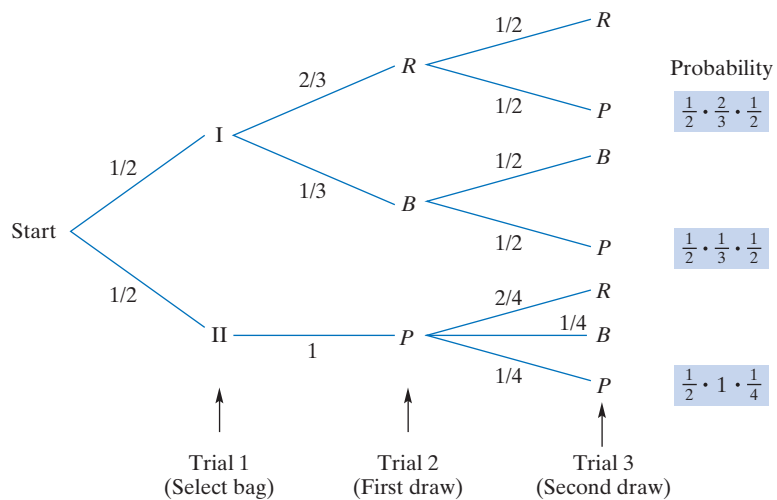 1/2 R
2/3 R Probability
1/2 P 1/2 · 2/3 · 1/2
1/2 I
1/3 B 1/2 B
1/2 P 1/2 · 1/3 · 1/2
Start
1/2 II 1 P 2/4 R
1/4 B
1/4 P 1/2 · 1 · 1/4
Trial 1 Trial 2 Trial 3
(Select bag) (First draw) (Second draw)